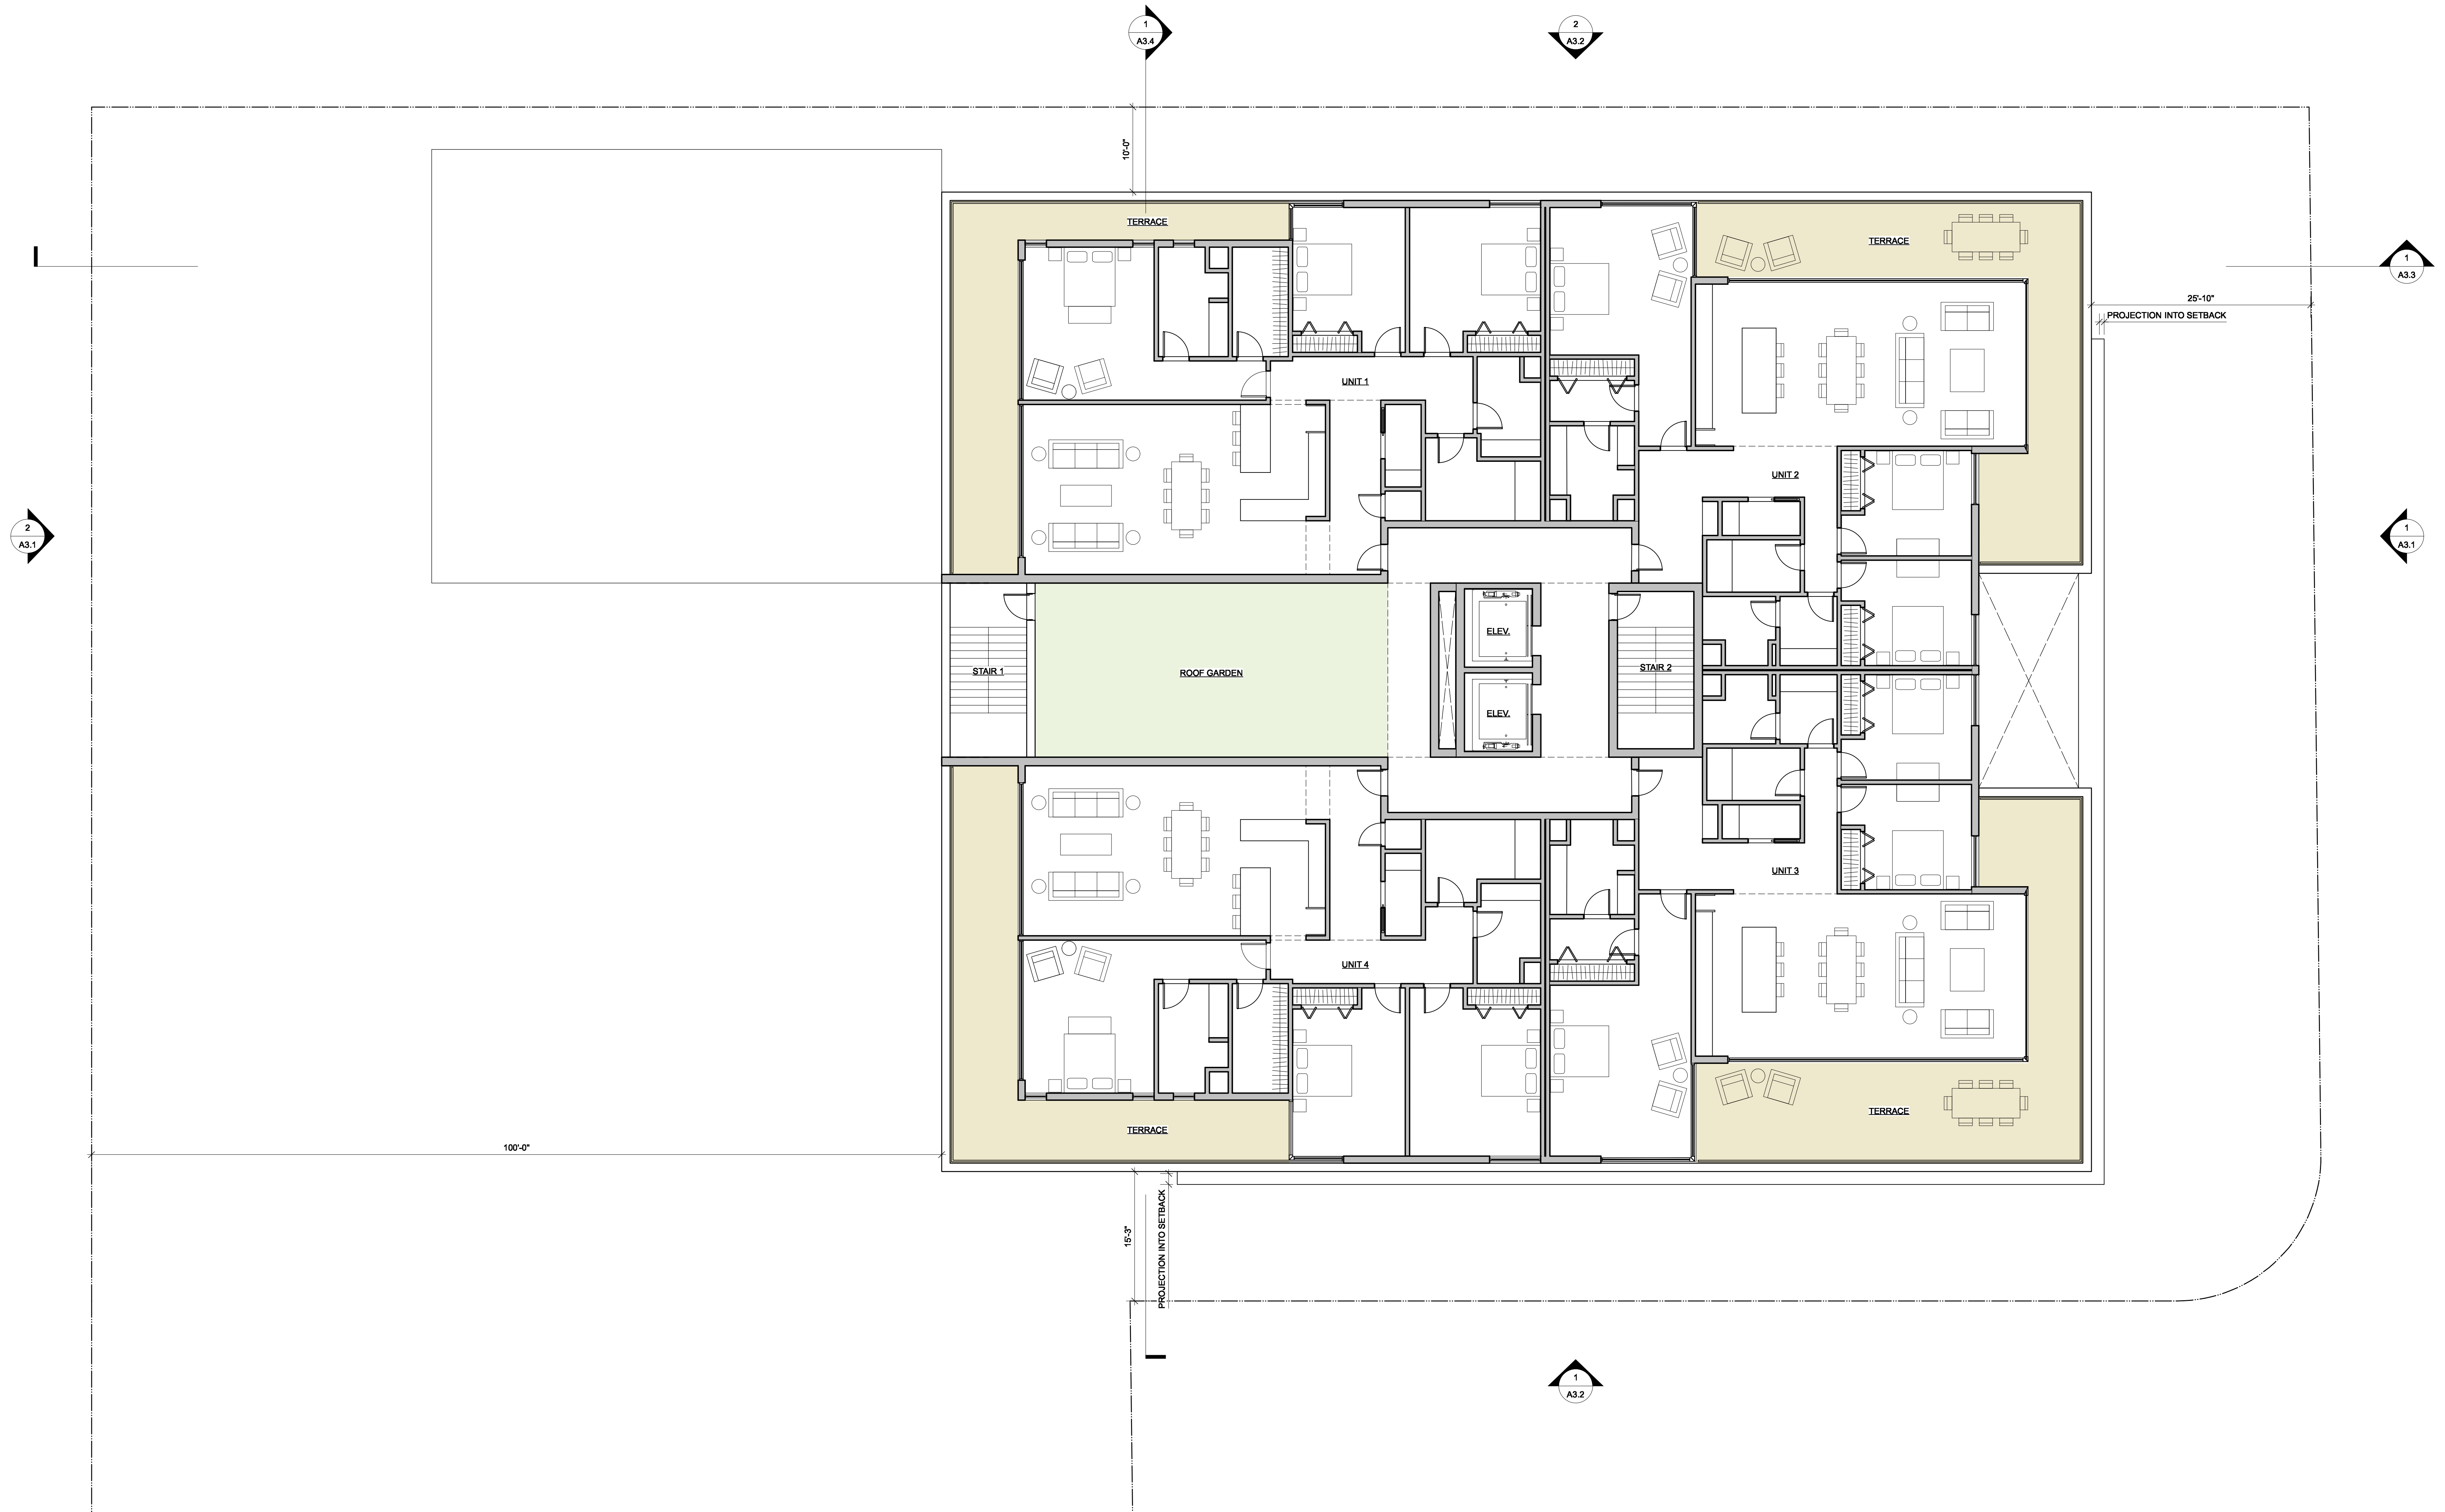 1
A3.4
2
A3.2
10'-0"
TERRACE
TERRACE
1
A3.3
25'-10"
PROJECTION INTO SETBACK
UNIT 1
UNIT 2
2
A3.1
1
A3.1
ELEV.
STAIR 1
ROOF GARDEN
STAIR 2
ELEV.
UNIT 3
UNIT 4
TERRACE
TERRACE
100'-0"
15'-3"
PROJECTION INTO SETBACK
1
A3.2